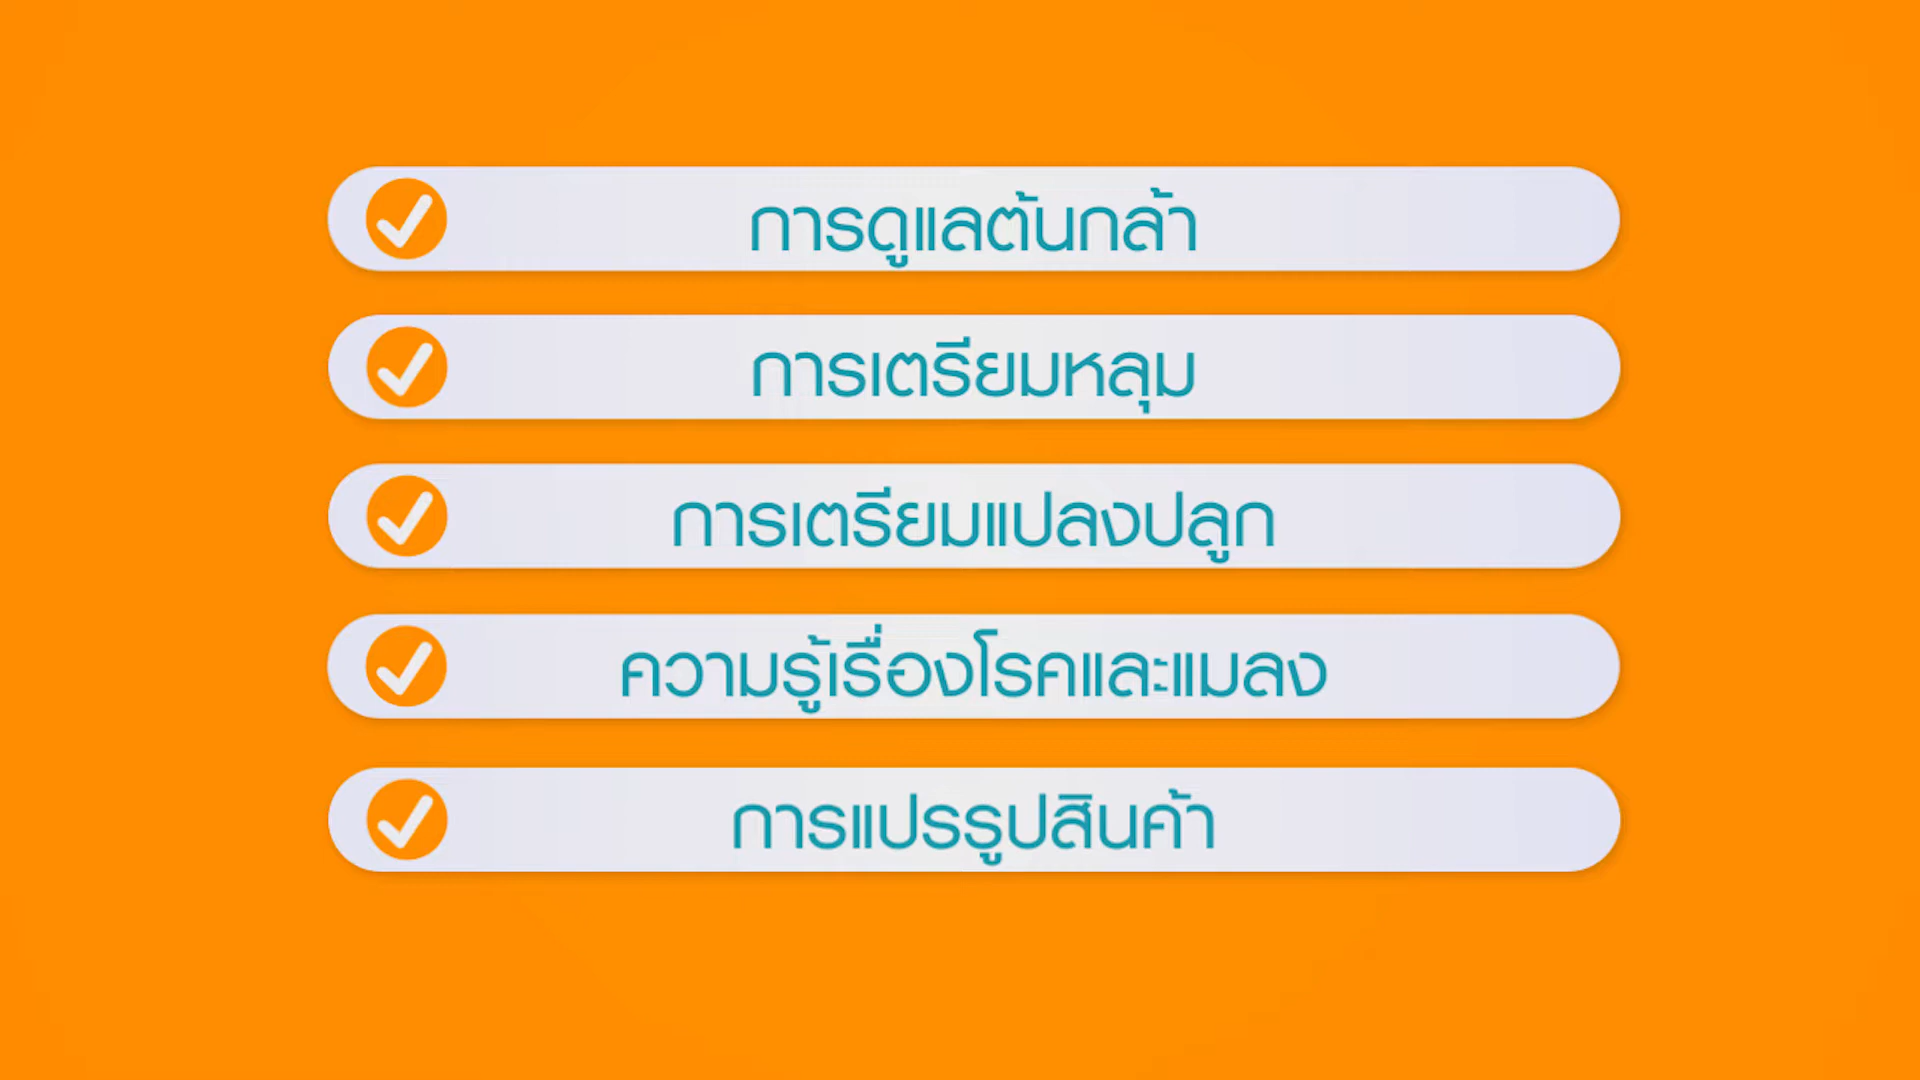 การดูแลต้นกล้า
การเตรียมหลุม
การเตรียมแปลงปลูก
ความรู้เรื่องโรคและแมลง
การแปรรูปสินค้า